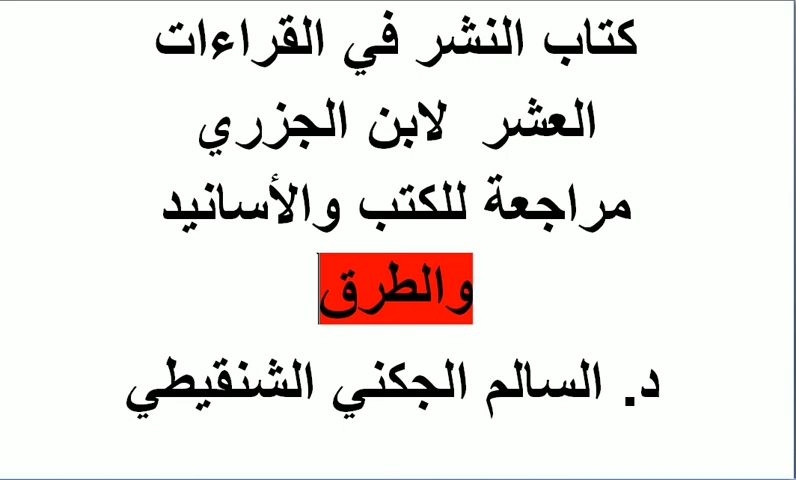 كتاب النشر في القراءات
العشر لابن الجزري
مراجعة للكتب والأسانيد
والطرق
د. السالم الجكني الشنقيطي